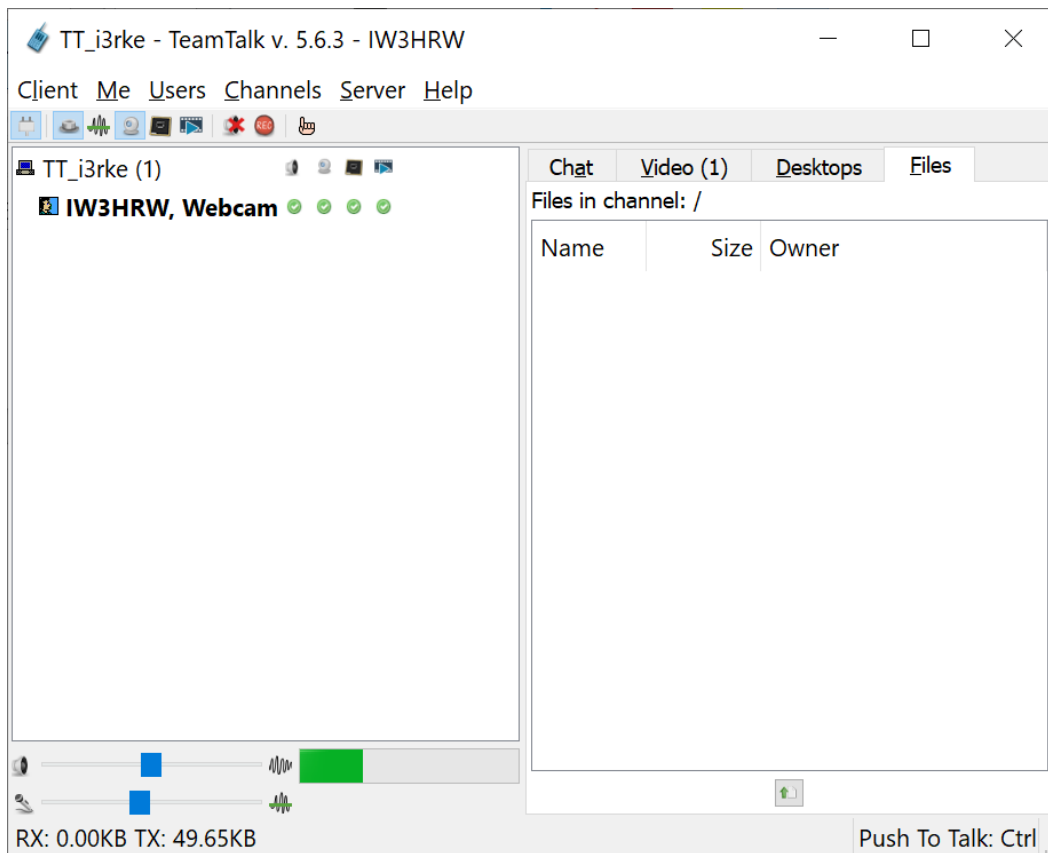 TT_i3rke - TeamTalk v. 5.6.3 - IW3HRW
Client Me Users Channels Server Help
REC
TT_i3rke (1)
IW3HRW, Webcam
Chat Video (1) Desktops Files
Files in channel: /
Name Size Owner
RX: 0.00KB TX: 49.65KB
Push To Talk: Ctrl